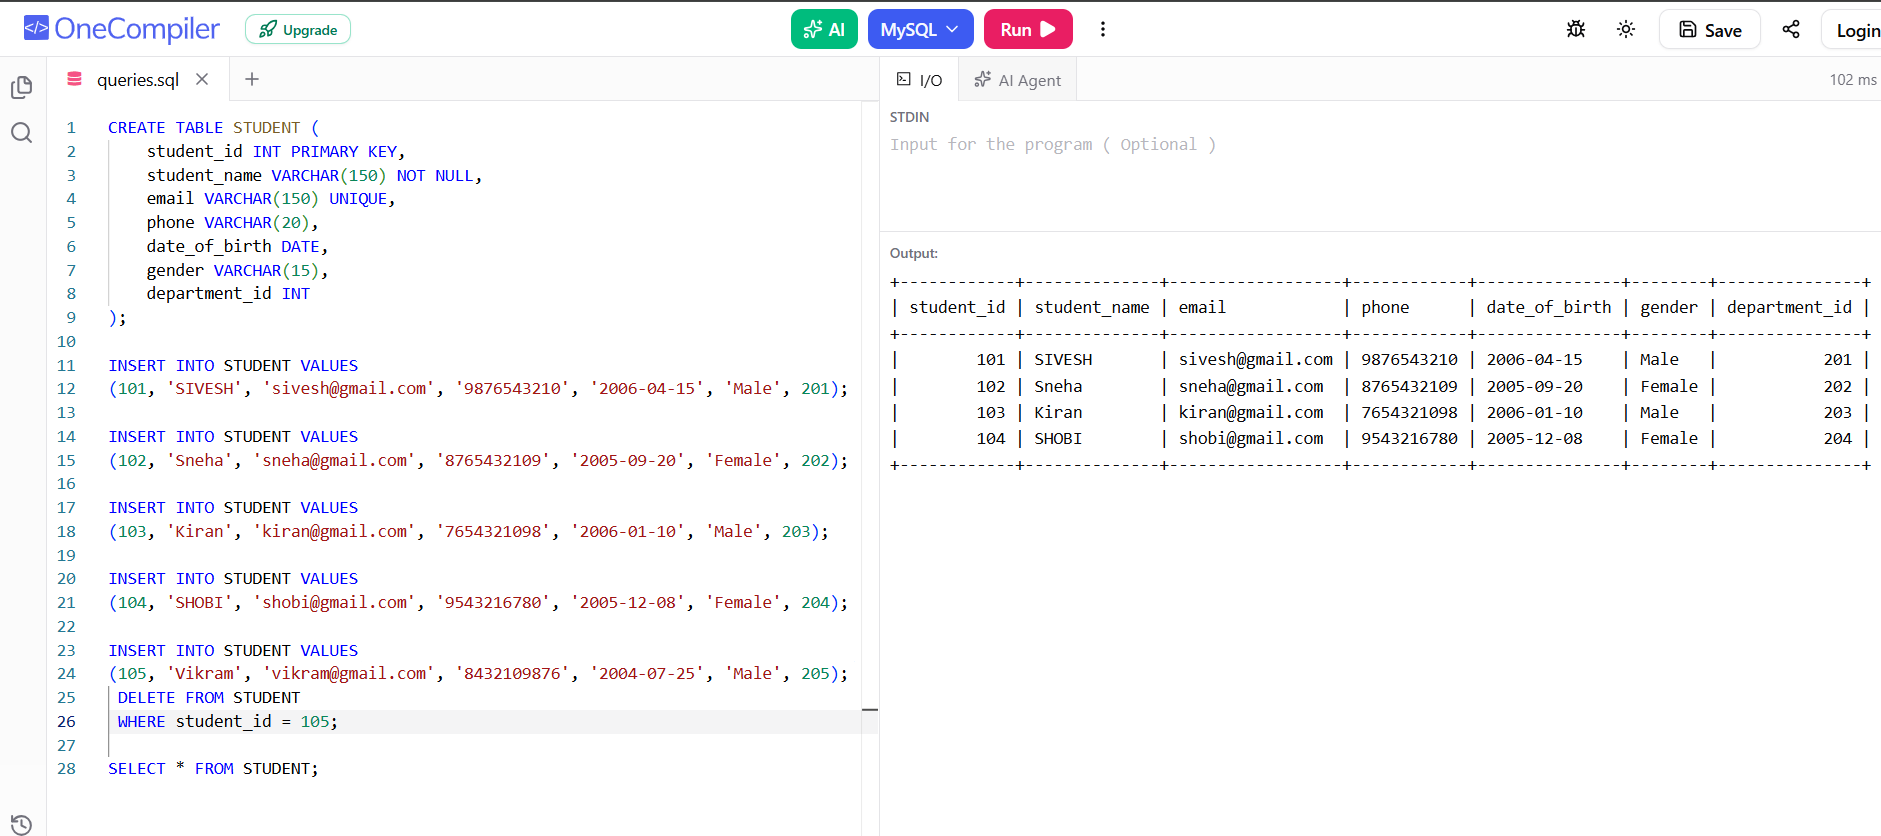 </> OneCompiler Upgrade AI MySQL Run Save Login
queries.sql
I/O AI Agent 102 ms
1 CREATE TABLE STUDENT (
2     student_id INT PRIMARY KEY,
3     student_name VARCHAR(150) NOT NULL,
4     email VARCHAR(150) UNIQUE,
5     phone VARCHAR(20),
6     date_of_birth DATE,
7     gender VARCHAR(15),
8     department_id INT
9 );
10
11 INSERT INTO STUDENT VALUES
12 (101, 'SIVESH', 'sivesh@gmail.com', '9876543210', '2006-04-15', 'Male', 201);
13
14 INSERT INTO STUDENT VALUES
15 (102, 'Sneha', 'sneha@gmail.com', '8765432109', '2005-09-20', 'Female', 202);
16
17 INSERT INTO STUDENT VALUES
18 (103, 'Kiran', 'kiran@gmail.com', '7654321098', '2006-01-10', 'Male', 203);
19
20 INSERT INTO STUDENT VALUES
21 (104, 'SHOBI', 'shobi@gmail.com', '9543216780', '2005-12-08', 'Female', 204);
22
23 INSERT INTO STUDENT VALUES
24 (105, 'Vikram', 'vikram@gmail.com', '8432109876', '2004-07-25', 'Male', 205);
25  DELETE FROM STUDENT
26  WHERE student_id = 105;
27
28 SELECT * FROM STUDENT;
STDIN
Input for the program ( Optional )
Output:
+------------+--------------+------------------+------------+---------------+--------+---------------+
| student_id | student_name | email            | phone      | date_of_birth | gender | department_id |
+------------+--------------+------------------+------------+---------------+--------+---------------+
|        101 | SIVESH       | sivesh@gmail.com | 9876543210 | 2006-04-15    | Male   |           201 |
|        102 | Sneha        | sneha@gmail.com  | 8765432109 | 2005-09-20    | Female |           202 |
|        103 | Kiran        | kiran@gmail.com  | 7654321098 | 2006-01-10    | Male   |           203 |
|        104 | SHOBI        | shobi@gmail.com  | 9543216780 | 2005-12-08    | Female |           204 |
+------------+--------------+------------------+------------+---------------+--------+---------------+